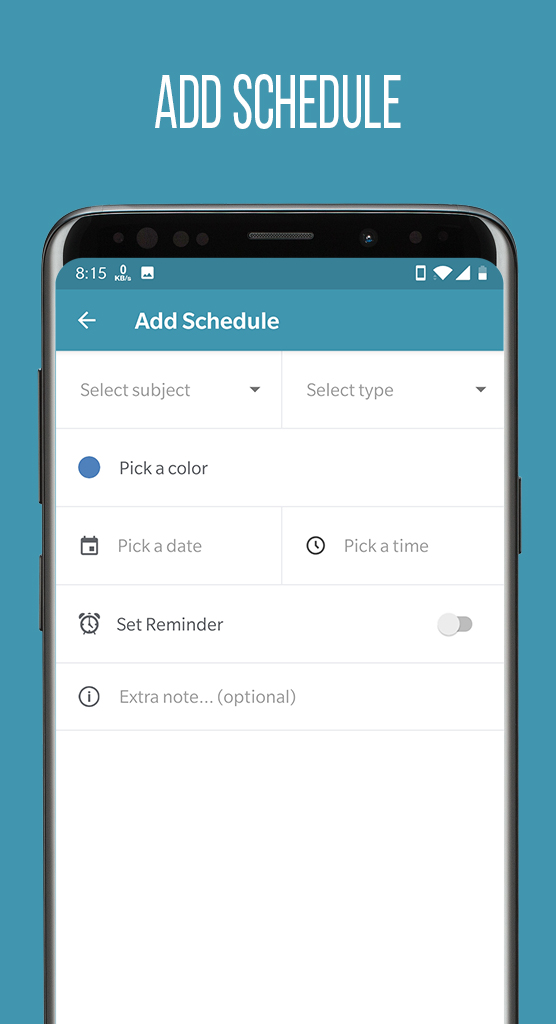 ADD SCHEDULE
8:15 0 KB/s
Add Schedule
Select subject Select type
Pick a color
Pick a date Pick a time
Set Reminder
Extra note... (optional)